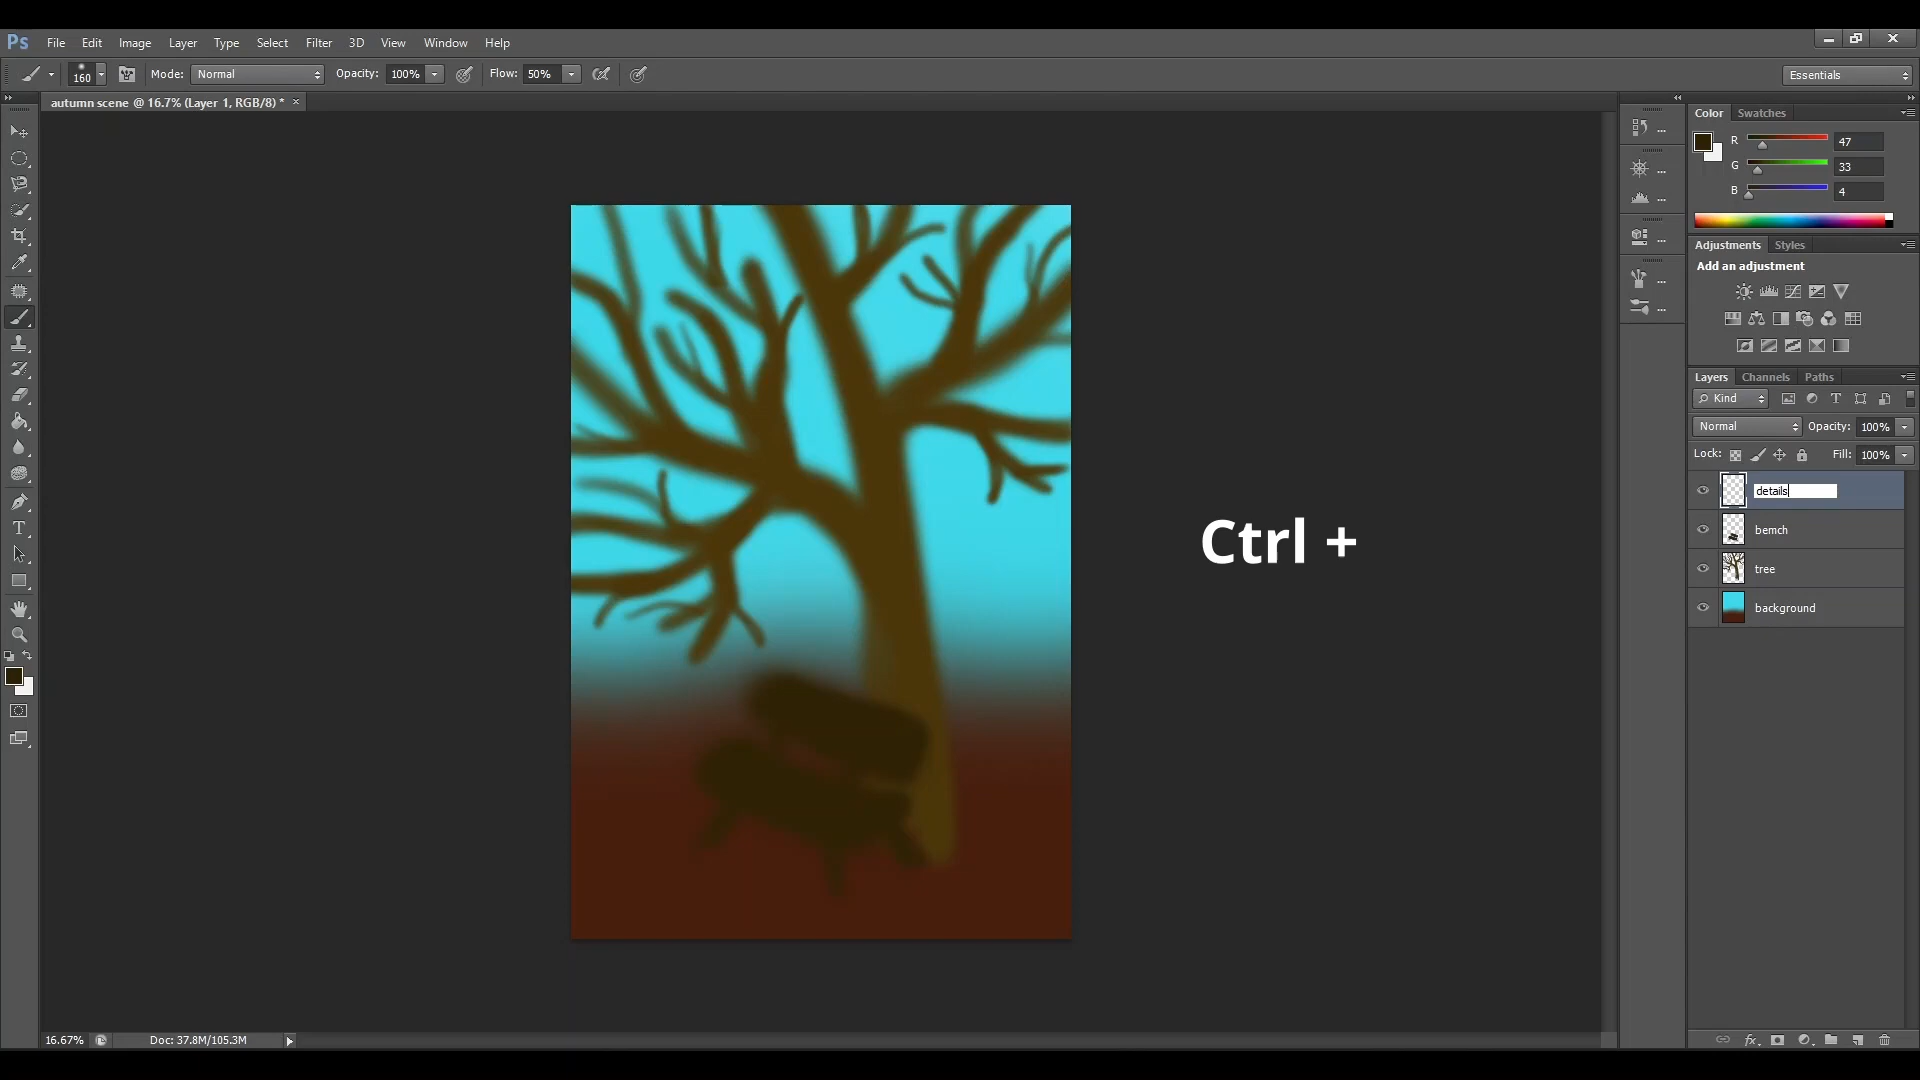 Ps File Edit Image Layer Type Select Filter 3D View Window Help
160 Mode: Normal Opacity: 100% Flow: 50% Essentials
autumn scene @ 16.7% (Layer 1, RGB/8) * ×
Color Swatches
R 47
G 33
B 4
Adjustments Styles
Add an adjustment
Layers Channels Paths
Kind
Normal Opacity: 100%
Lock: Fill: 100%
details
bemch
tree
background
Ctrl +
16.67% Doc: 37.8M/105.3M